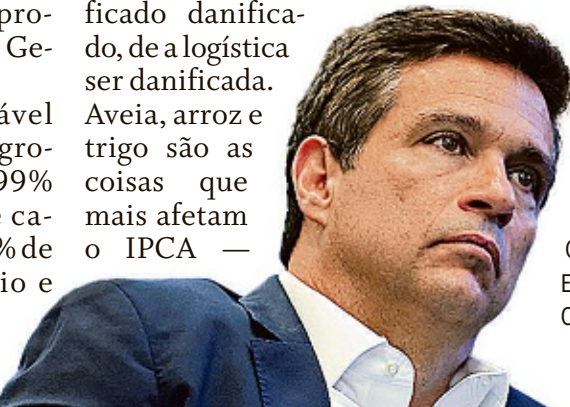 pro-
Ge-
ável
gro-
99%
ca-
% de
io e
ficado danifica-
do, de a logística
ser danificada.
Aveia, arroz e
trigo são as
coisas que
mais afetam
o IPCA —